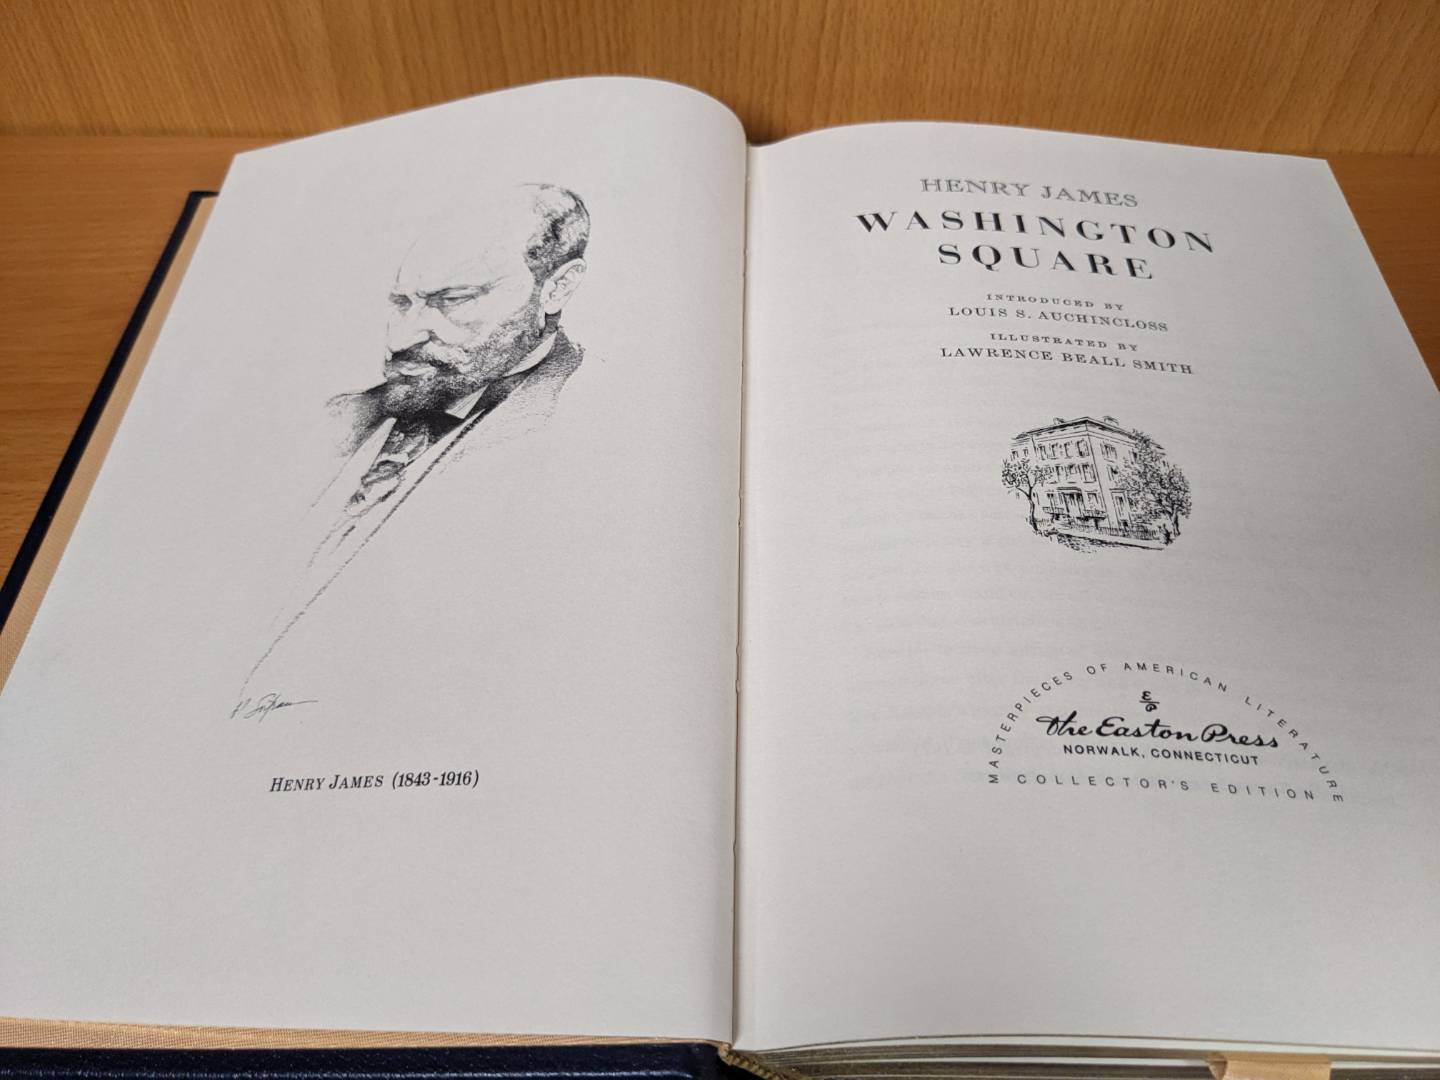 HENRY JAMES (1843-1916)
HENRY JAMES
WASHINGTON
SQUARE
INTRODUCED BY
LOUIS S. AUCHINCLOSS
ILLUSTRATED BY
LAWRENCE BEALL SMITH
MASTERPIECES OF AMERICAN LITERATURE
E/P
The Easton Press
NORWALK, CONNECTICUT
COLLECTOR'S EDITION